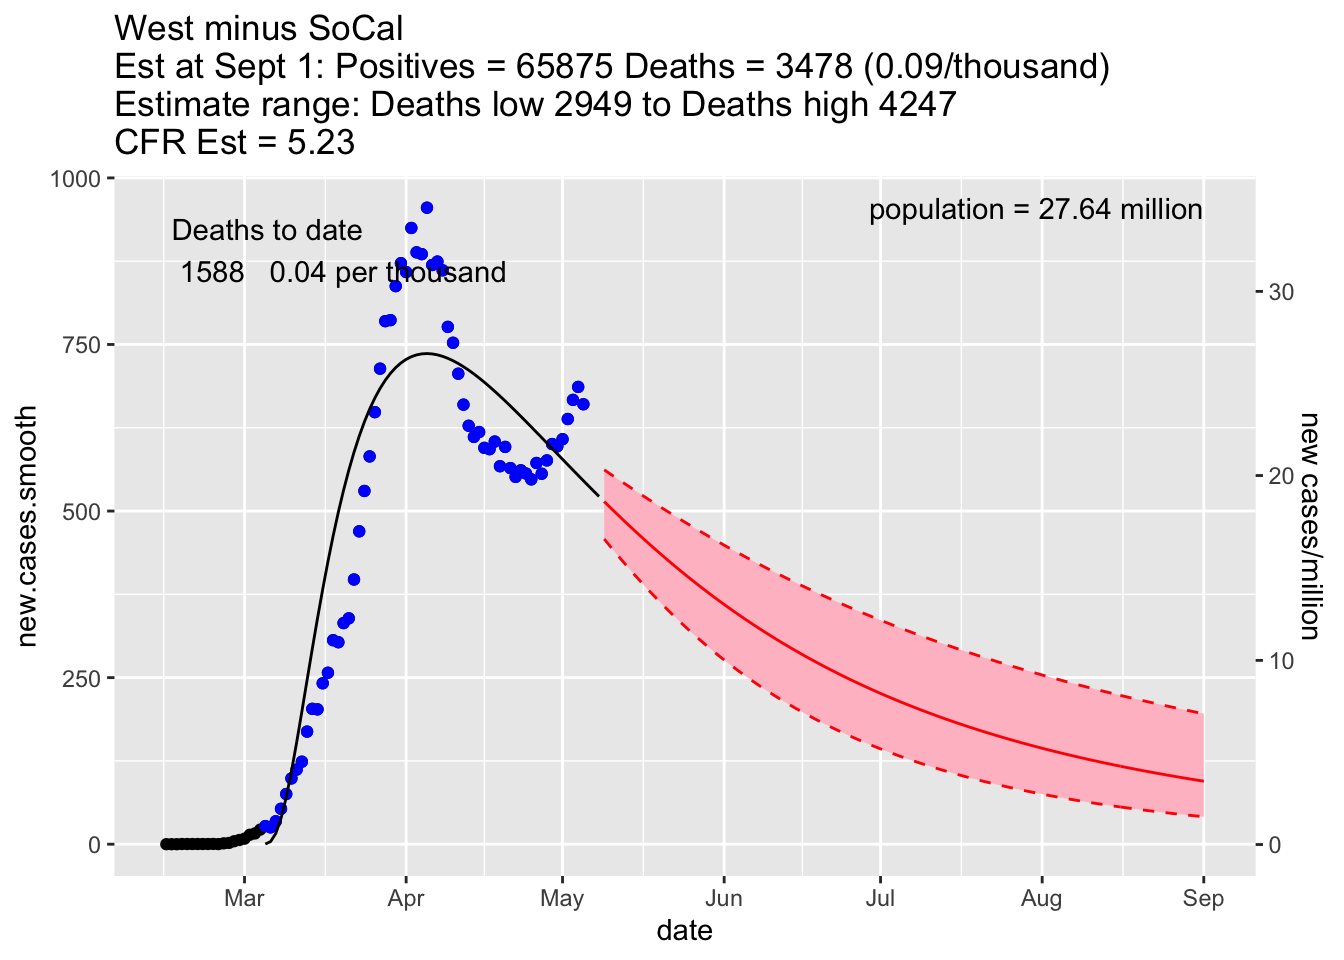 West minus SoCal
Est at Sept 1: Positives = 65875 Deaths = 3478 (0.09/thousand)
Estimate range: Deaths low 2949 to Deaths high 4247
CFR Est = 5.23
1000
750
500
250
0
new.cases.smooth
Deaths to date
1588 0.04 per thousand
population = 27.64 million
30
20
10
0
new cases/million
Mar Apr May Jun Jul Aug Sep
date